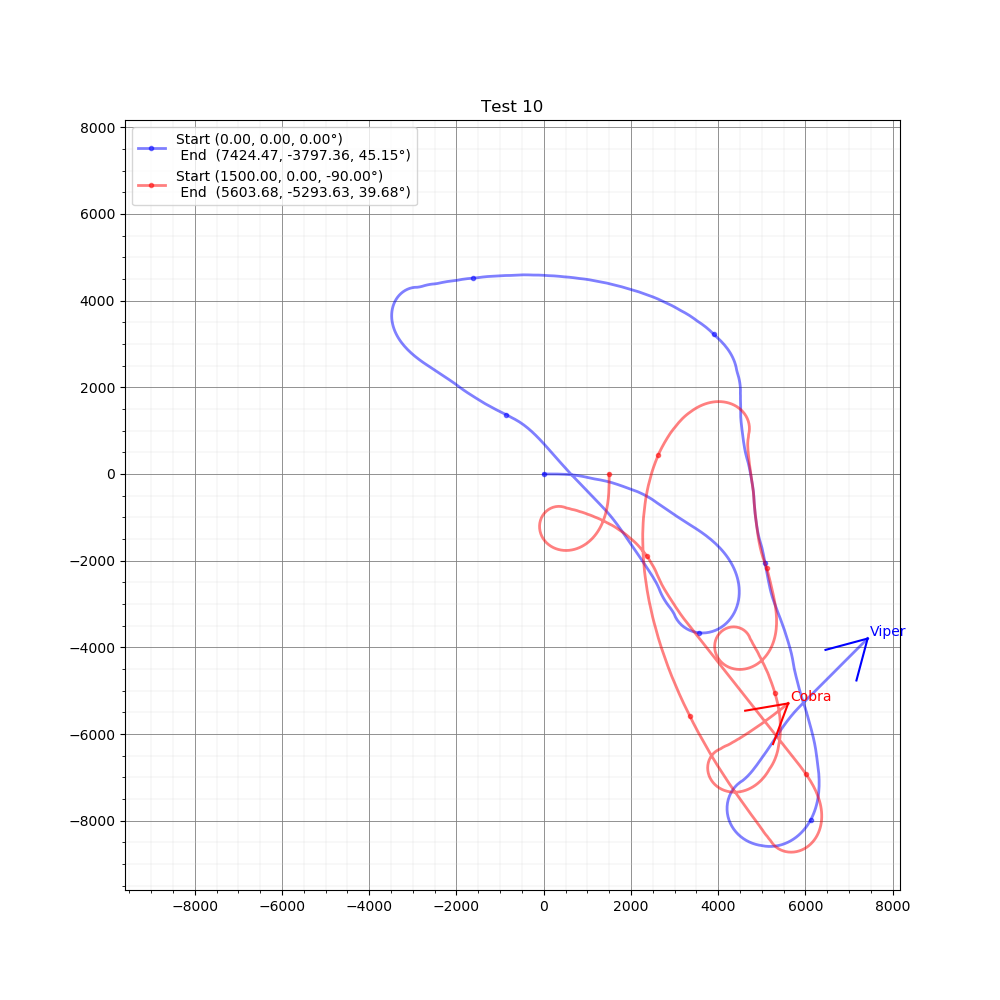 Test 10
Start (0.00, 0.00, 0.00°)
End (7424.47, -3797.36, 45.15°)
Start (1500.00, 0.00, -90.00°)
End (5603.68, -5293.63, 39.68°)
8000
6000
4000
2000
0
−2000
−4000
−6000
−8000
Viper
Cobra
−8000 −6000 −4000 −2000 0 2000 4000 6000 8000